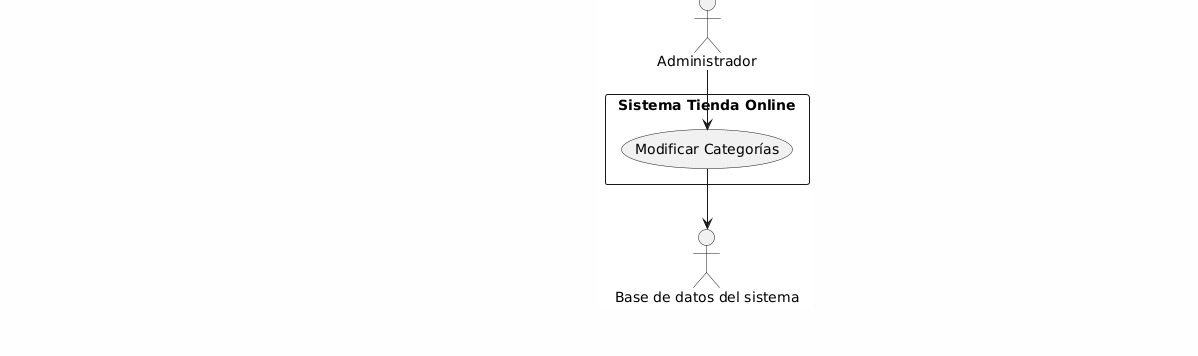 Administrador
Sistema Tienda Online
Modificar Categorías
Base de datos del sistema